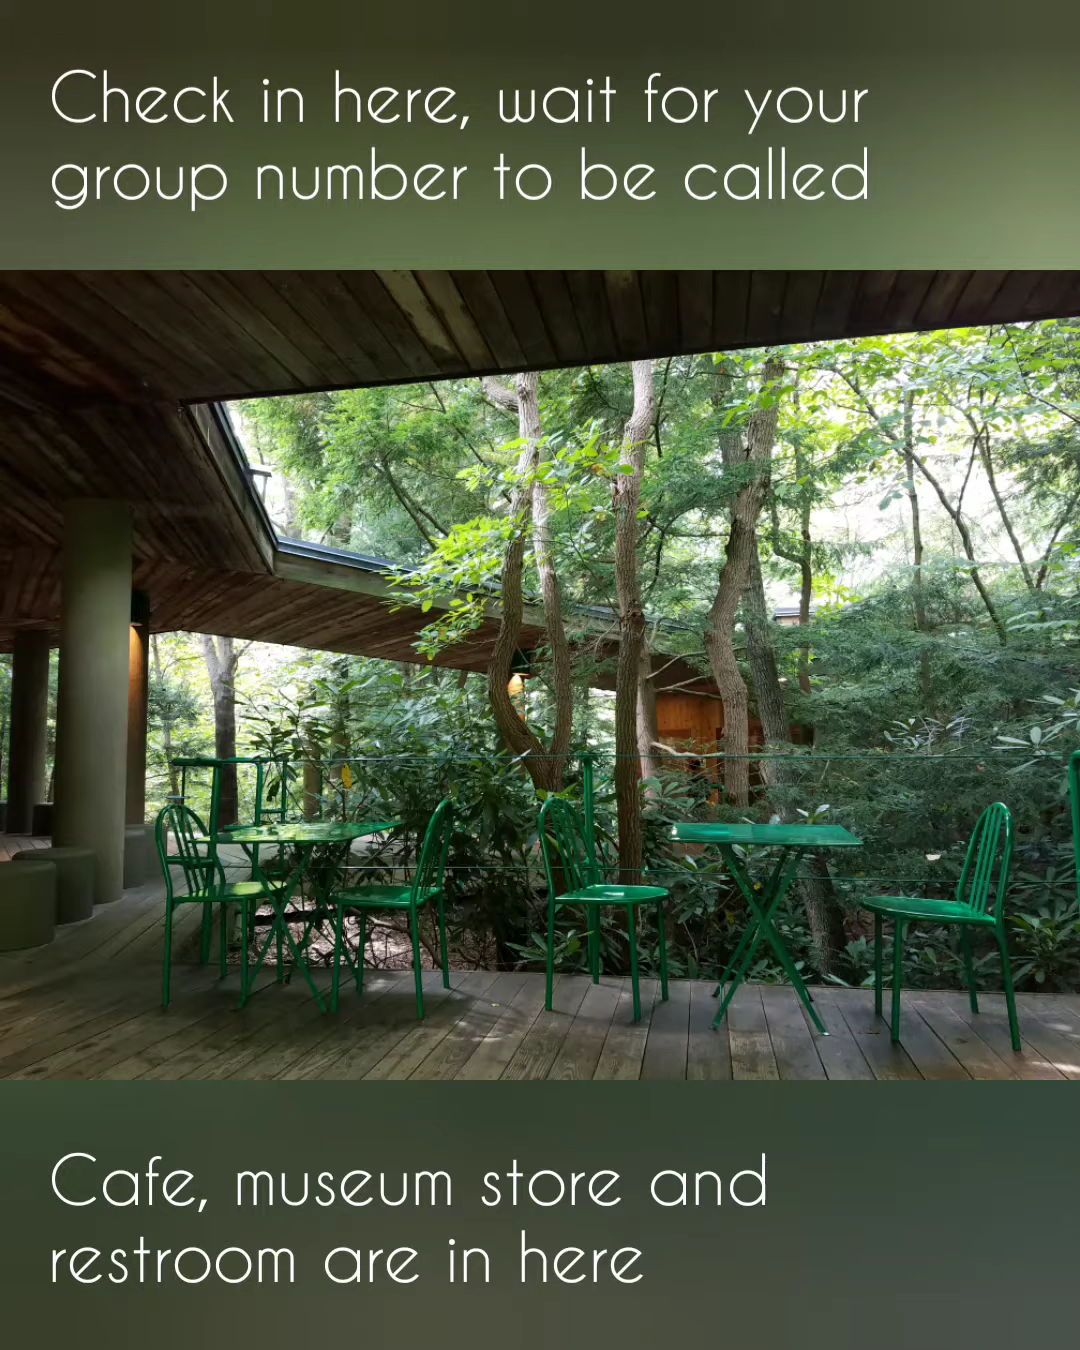 Check in here, wait for your
group number to be called
Cafe, museum store and
restroom are in here